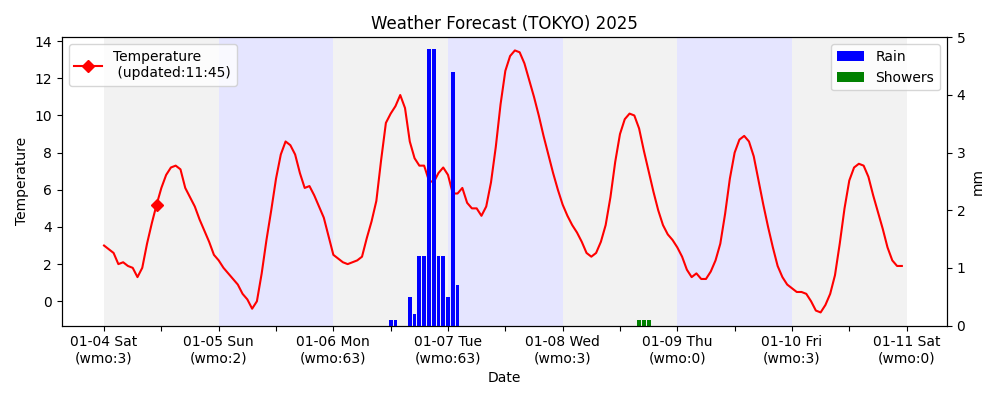 Weather Forecast (TOKYO) 2025
Temperature
(updated:11:45)
Rain
Showers
Temperature
14
12
10
8
6
4
2
0
5
4
3
2
1
0
mm
01-04 Sat
(wmo:3)
01-05 Sun
(wmo:2)
01-06 Mon
(wmo:63)
01-07 Tue
(wmo:63)
01-08 Wed
(wmo:3)
01-09 Thu
(wmo:0)
01-10 Fri
(wmo:3)
01-11 Sat
(wmo:0)
Date